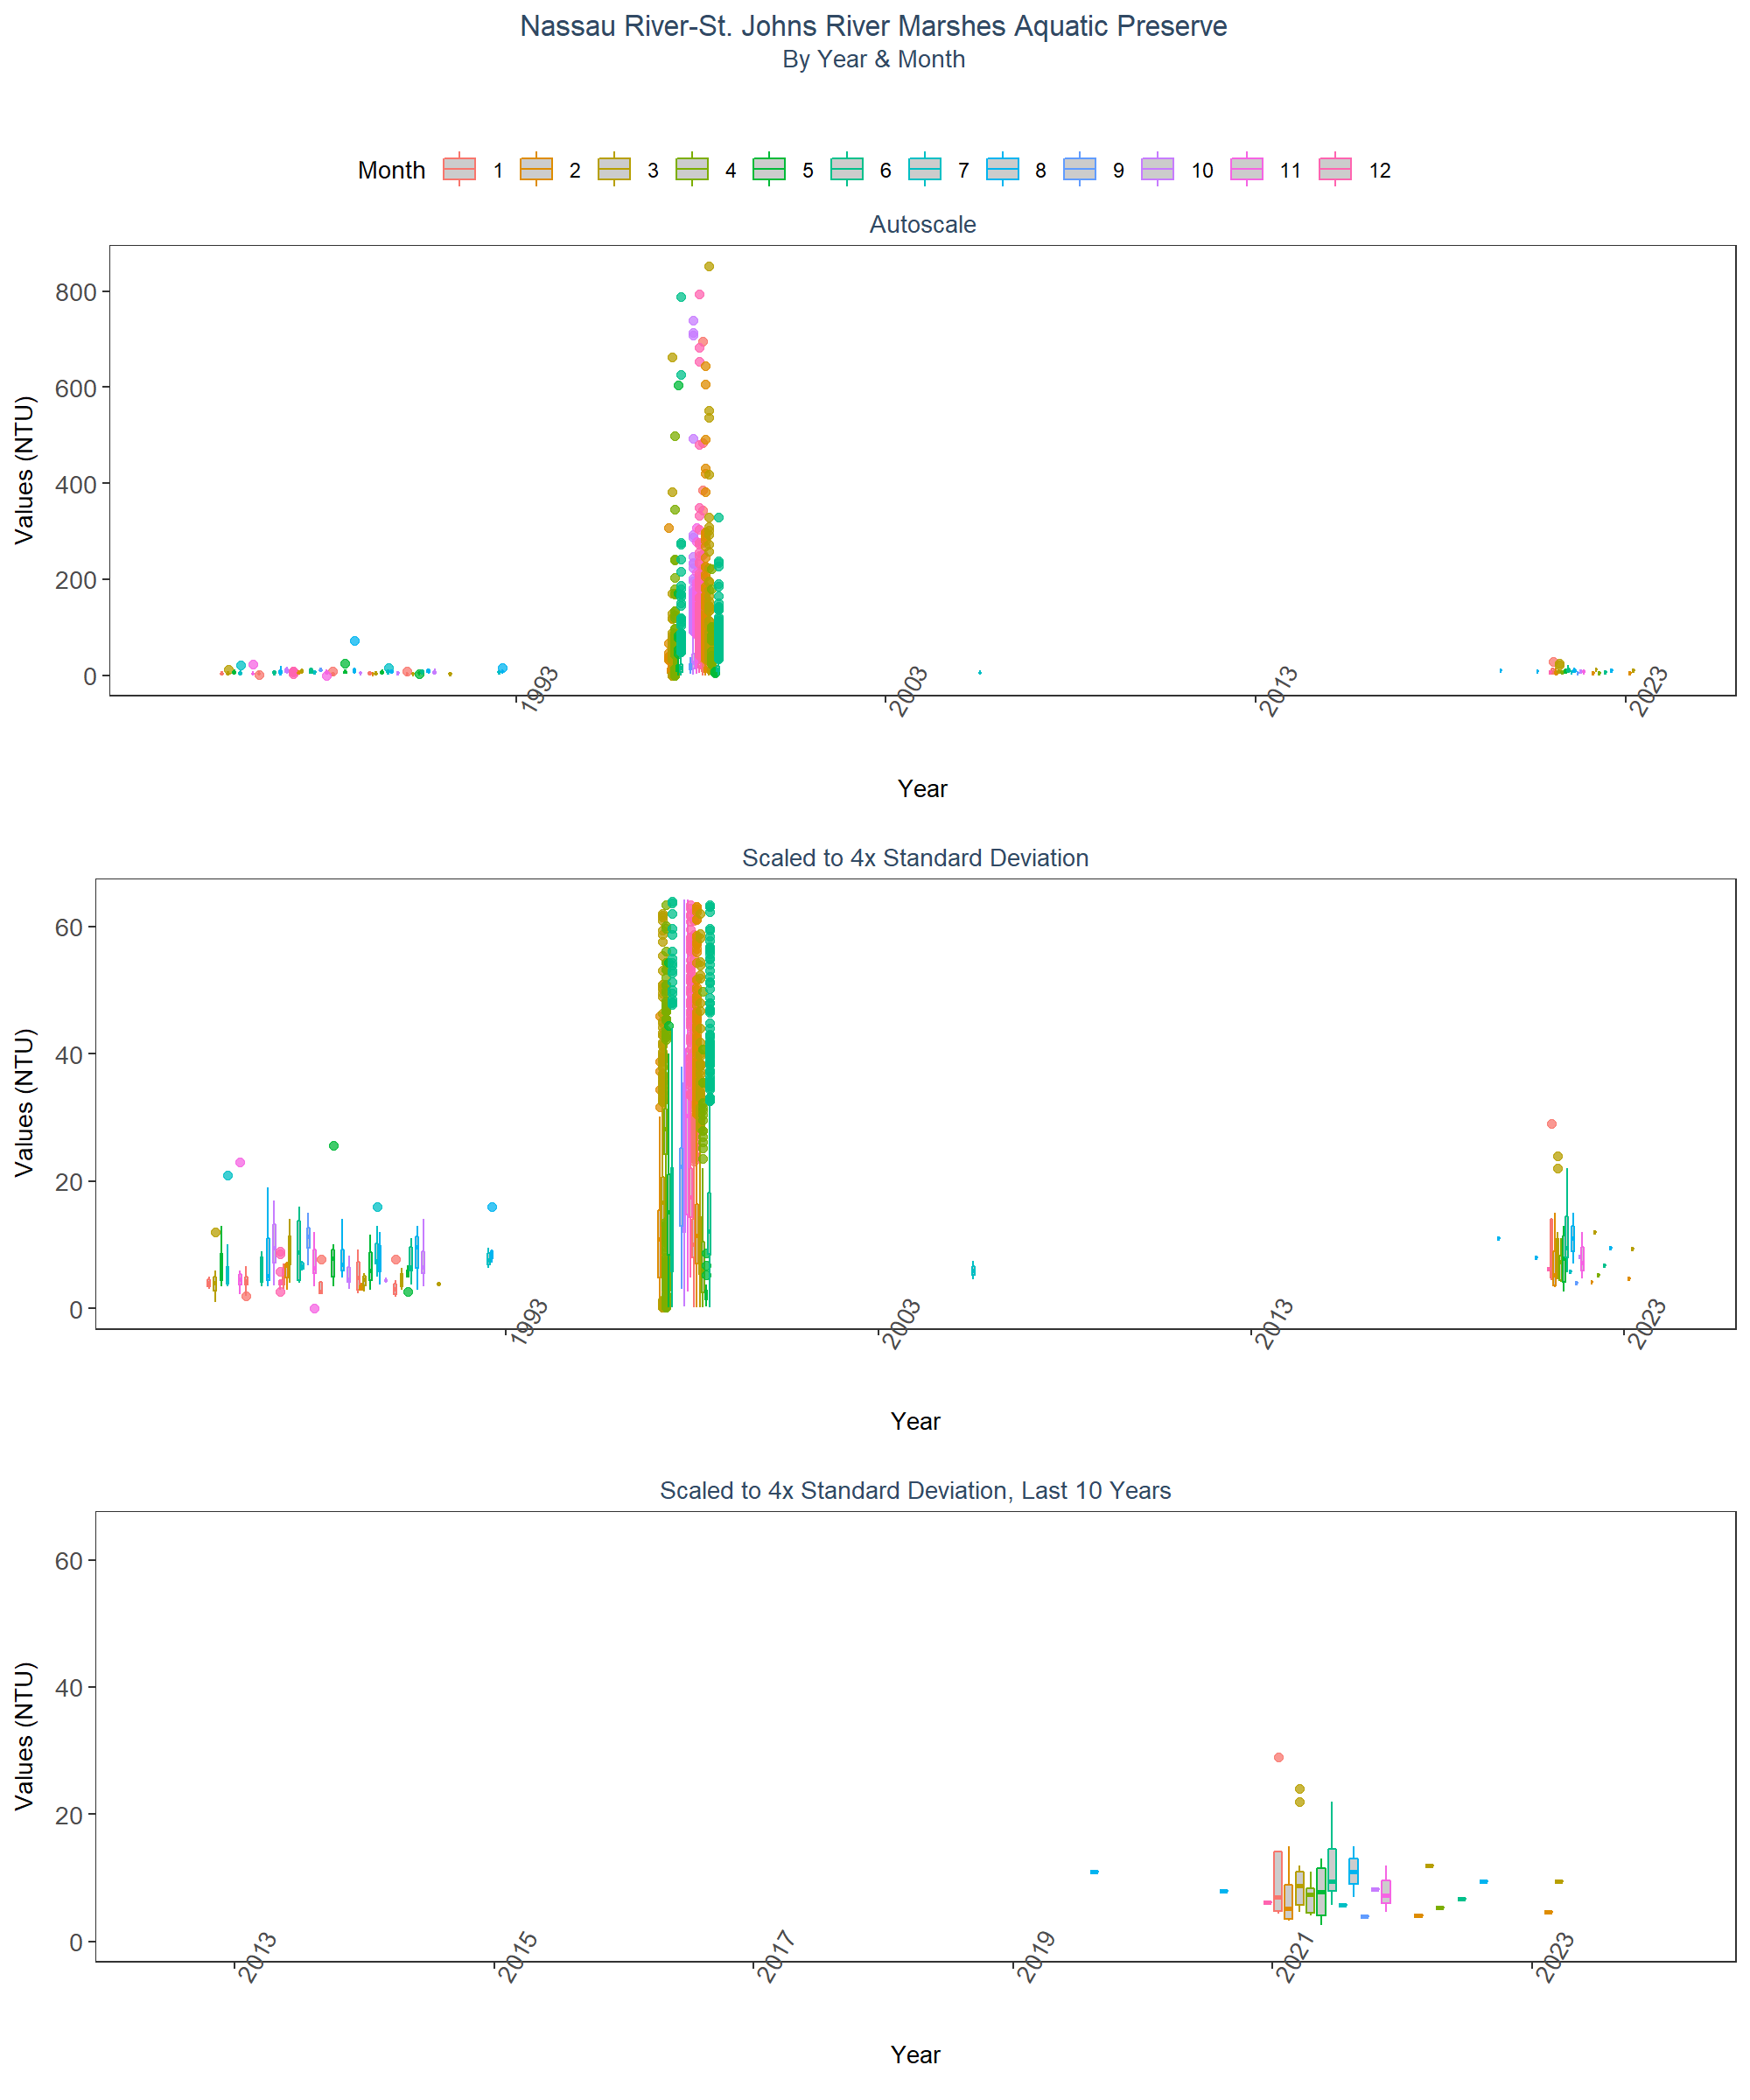 Nassau River-St. Johns River Marshes Aquatic Preserve
By Year & Month
Month 1 2 3 4 5 6 7 8 9 10 11 12
Autoscale
Values (NTU)
800
600
400
200
0
1993 2003 2013 2023
Year
Scaled to 4x Standard Deviation
Values (NTU)
60
40
20
0
1993 2003 2013 2023
Year
Scaled to 4x Standard Deviation, Last 10 Years
Values (NTU)
60
40
20
0
2013 2015 2017 2019 2021 2023
Year